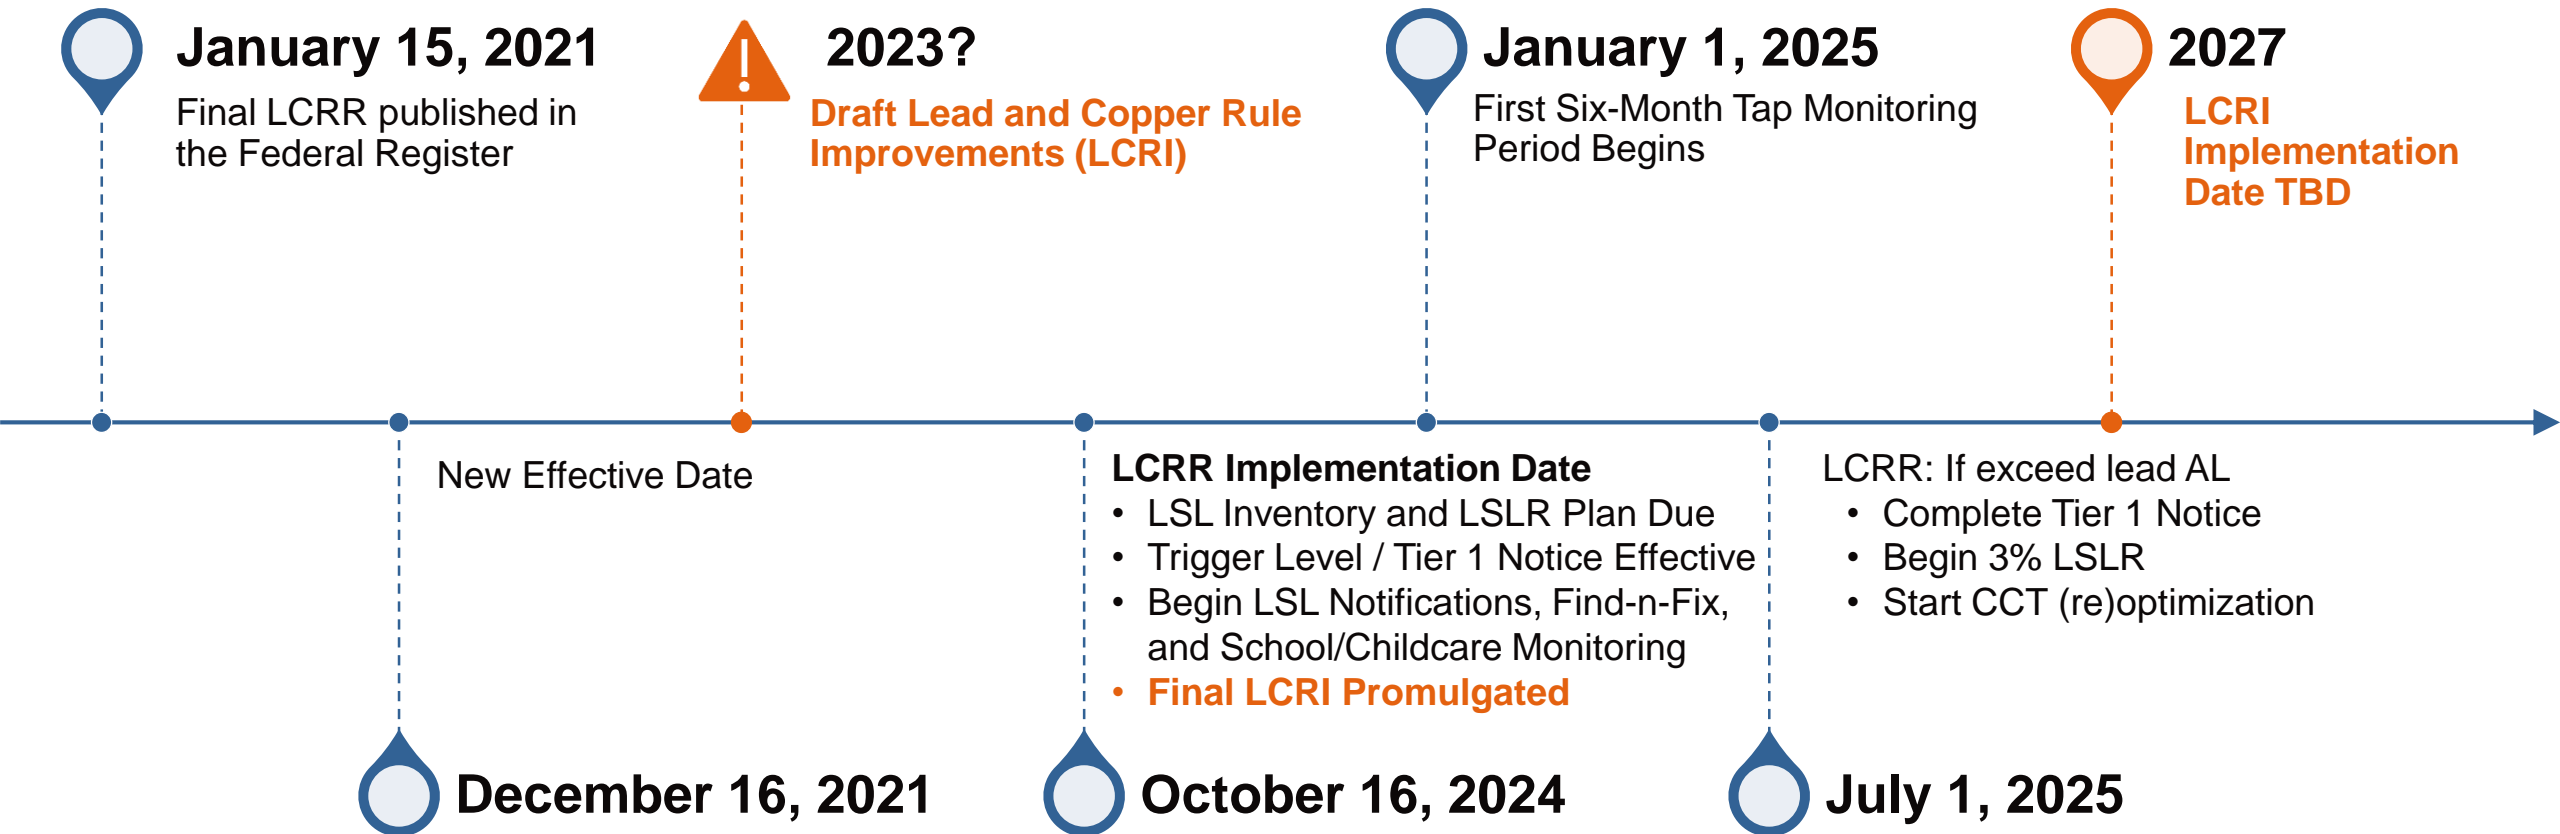 January 15, 2021
Final LCRR published in
the Federal Register
2023?
Draft Lead and Copper Rule
Improvements (LCRI)
January 1, 2025
First Six-Month Tap Monitoring
Period Begins
2027
LCRI
Implementation
Date TBD
New Effective Date
December 16, 2021
LCRR Implementation Date
• LSL Inventory and LSLR Plan Due
• Trigger Level / Tier 1 Notice Effective
• Begin LSL Notifications, Find-n-Fix,
and School/Childcare Monitoring
• Final LCRI Promulgated
October 16, 2024
LCRR: If exceed lead AL
• Complete Tier 1 Notice
• Begin 3% LSLR
• Start CCT (re)optimization
July 1, 2025